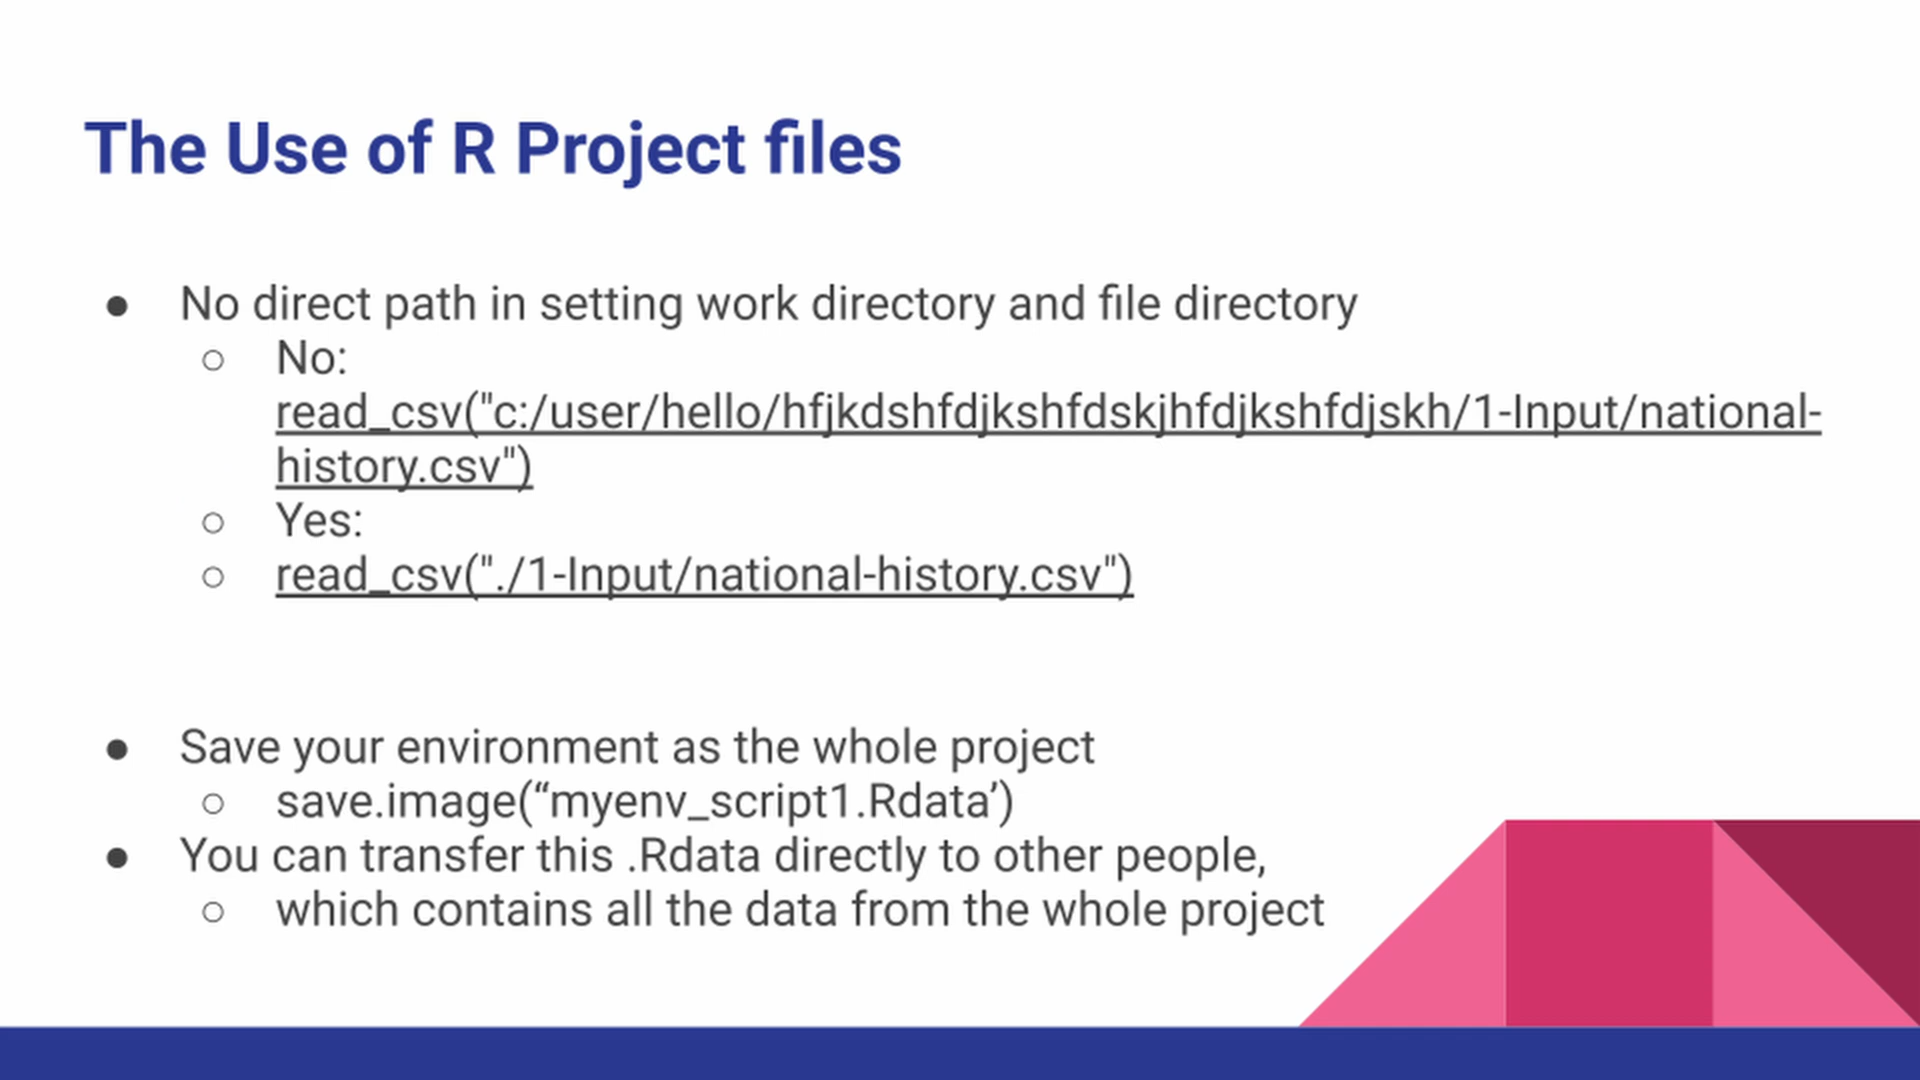 The Use of R Project files
● No direct path in setting work directory and file directory
○ No:
read_csv("c:/user/hello/hfjkdshfdjkshfdskjhfdjkshfdjskh/1-Input/national-
history.csv")
○ Yes:
○ read_csv("./1-Input/national-history.csv")
● Save your environment as the whole project
○ save.image(“myenv_script1.Rdata’)
● You can transfer this .Rdata directly to other people,
○ which contains all the data from the whole project